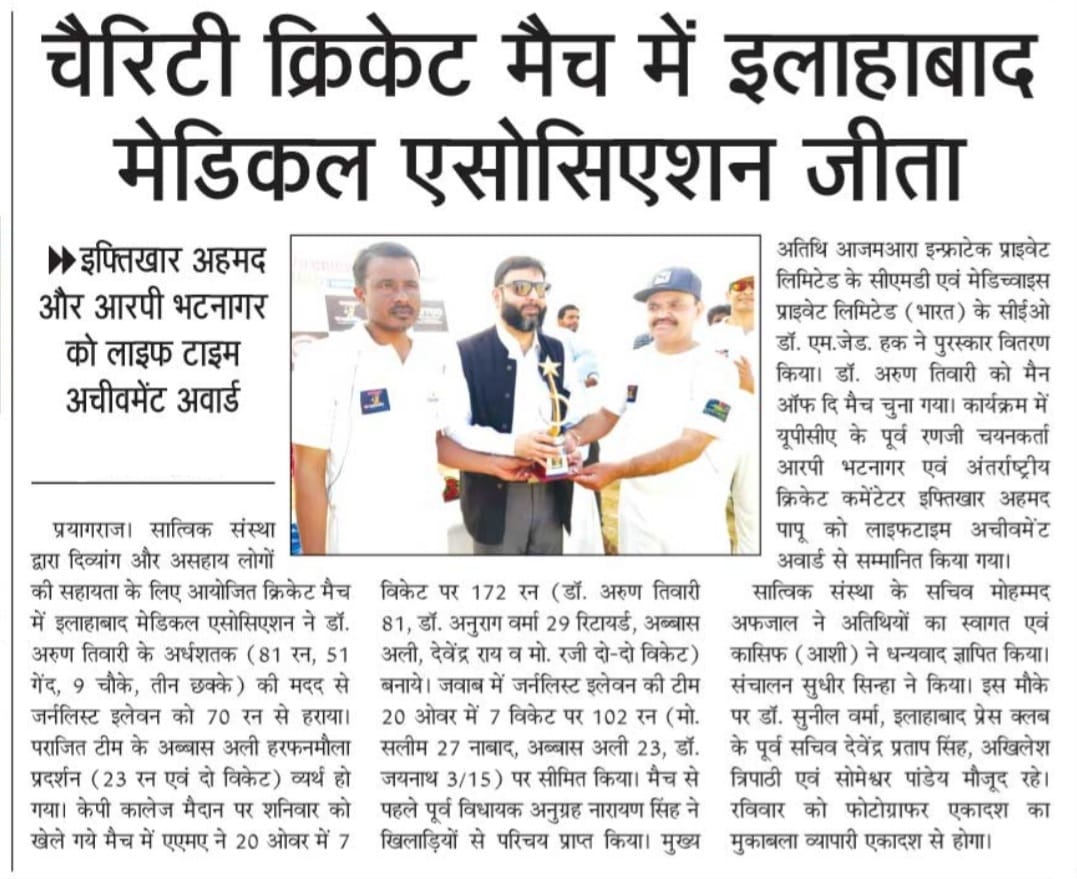 चैरिटी क्रिकेट मैच में इलाहाबाद
मेडिकल एसोसिएशन जीता
इफ्तिखार अहमद
और आरपी भटनागर
को लाइफ टाइम
अचीवमेंट अवार्ड
प्रयागराज। सात्विक संस्था
द्वारा दिव्यांग और असहाय लोगों
की सहायता के लिए आयोजित क्रिकेट मैच
में इलाहाबाद मेडिकल एसोसिएशन ने डॉ.
अरुण तिवारी के अर्धशतक (81 रन, 51
गेंद, 9 चौके, तीन छक्के) की मदद से
जर्नलिस्ट इलेवन को 70 रन से हराया।
पराजित टीम के अब्बास अली हरफनमौला
प्रदर्शन (23 रन एवं दो विकेट) व्यर्थ हो
गया। केपी कालेज मैदान पर शनिवार को
खेले गये मैच में एएमए ने 20 ओवर में 7
विकेट पर 172 रन (डॉ. अरुण तिवारी
81, डॉ. अनुराग वर्मा 29 रिटायर्ड, अब्बास
अली, देवेंद्र राय व मो. रजी दो-दो विकेट)
बनाये। जवाब में जर्नलिस्ट इलेवन की टीम
20 ओवर में 7 विकेट पर 102 रन (मो.
सलीम 27 नाबाद, अब्बास अली 23, डॉ.
जयनाथ 3/15) पर सीमित किया। मैच से
पहले पूर्व विधायक अनुग्रह नारायण सिंह ने
खिलाड़ियों से परिचय प्राप्त किया। मुख्य
अतिथि आजमआरा इन्फ्राटेक प्राइवेट
लिमिटेड के सीएमडी एवं मेडिच्वाइस
प्राइवेट लिमिटेड (भारत) के सीईओ
डॉ. एम.जेड. हक ने पुरस्कार वितरण
किया। डॉ. अरुण तिवारी को मैन
ऑफ दि मैच चुना गया। कार्यक्रम में
यूपीसीए के पूर्व रणजी चयनकर्ता
आरपी भटनागर एवं अंतर्राष्ट्रीय
क्रिकेट कमेंटेटर इफ्तिखार अहमद
पापू को लाइफटाइम अचीवमेंट
अवार्ड से सम्मानित किया गया।
सात्विक संस्था के सचिव मोहम्मद
अफजाल ने अतिथियों का स्वागत एवं
कासिफ (आशी) ने धन्यवाद ज्ञापित किया।
संचालन सुधीर सिन्हा ने किया। इस मौके
पर डॉ. सुनील वर्मा, इलाहाबाद प्रेस क्लब
के पूर्व सचिव देवेंद्र प्रताप सिंह, अखिलेश
त्रिपाठी एवं सोमेश्वर पांडेय मौजूद रहे।
रविवार को फोटोग्राफर एकादश का
मुकाबला व्यापारी एकादश से होगा।